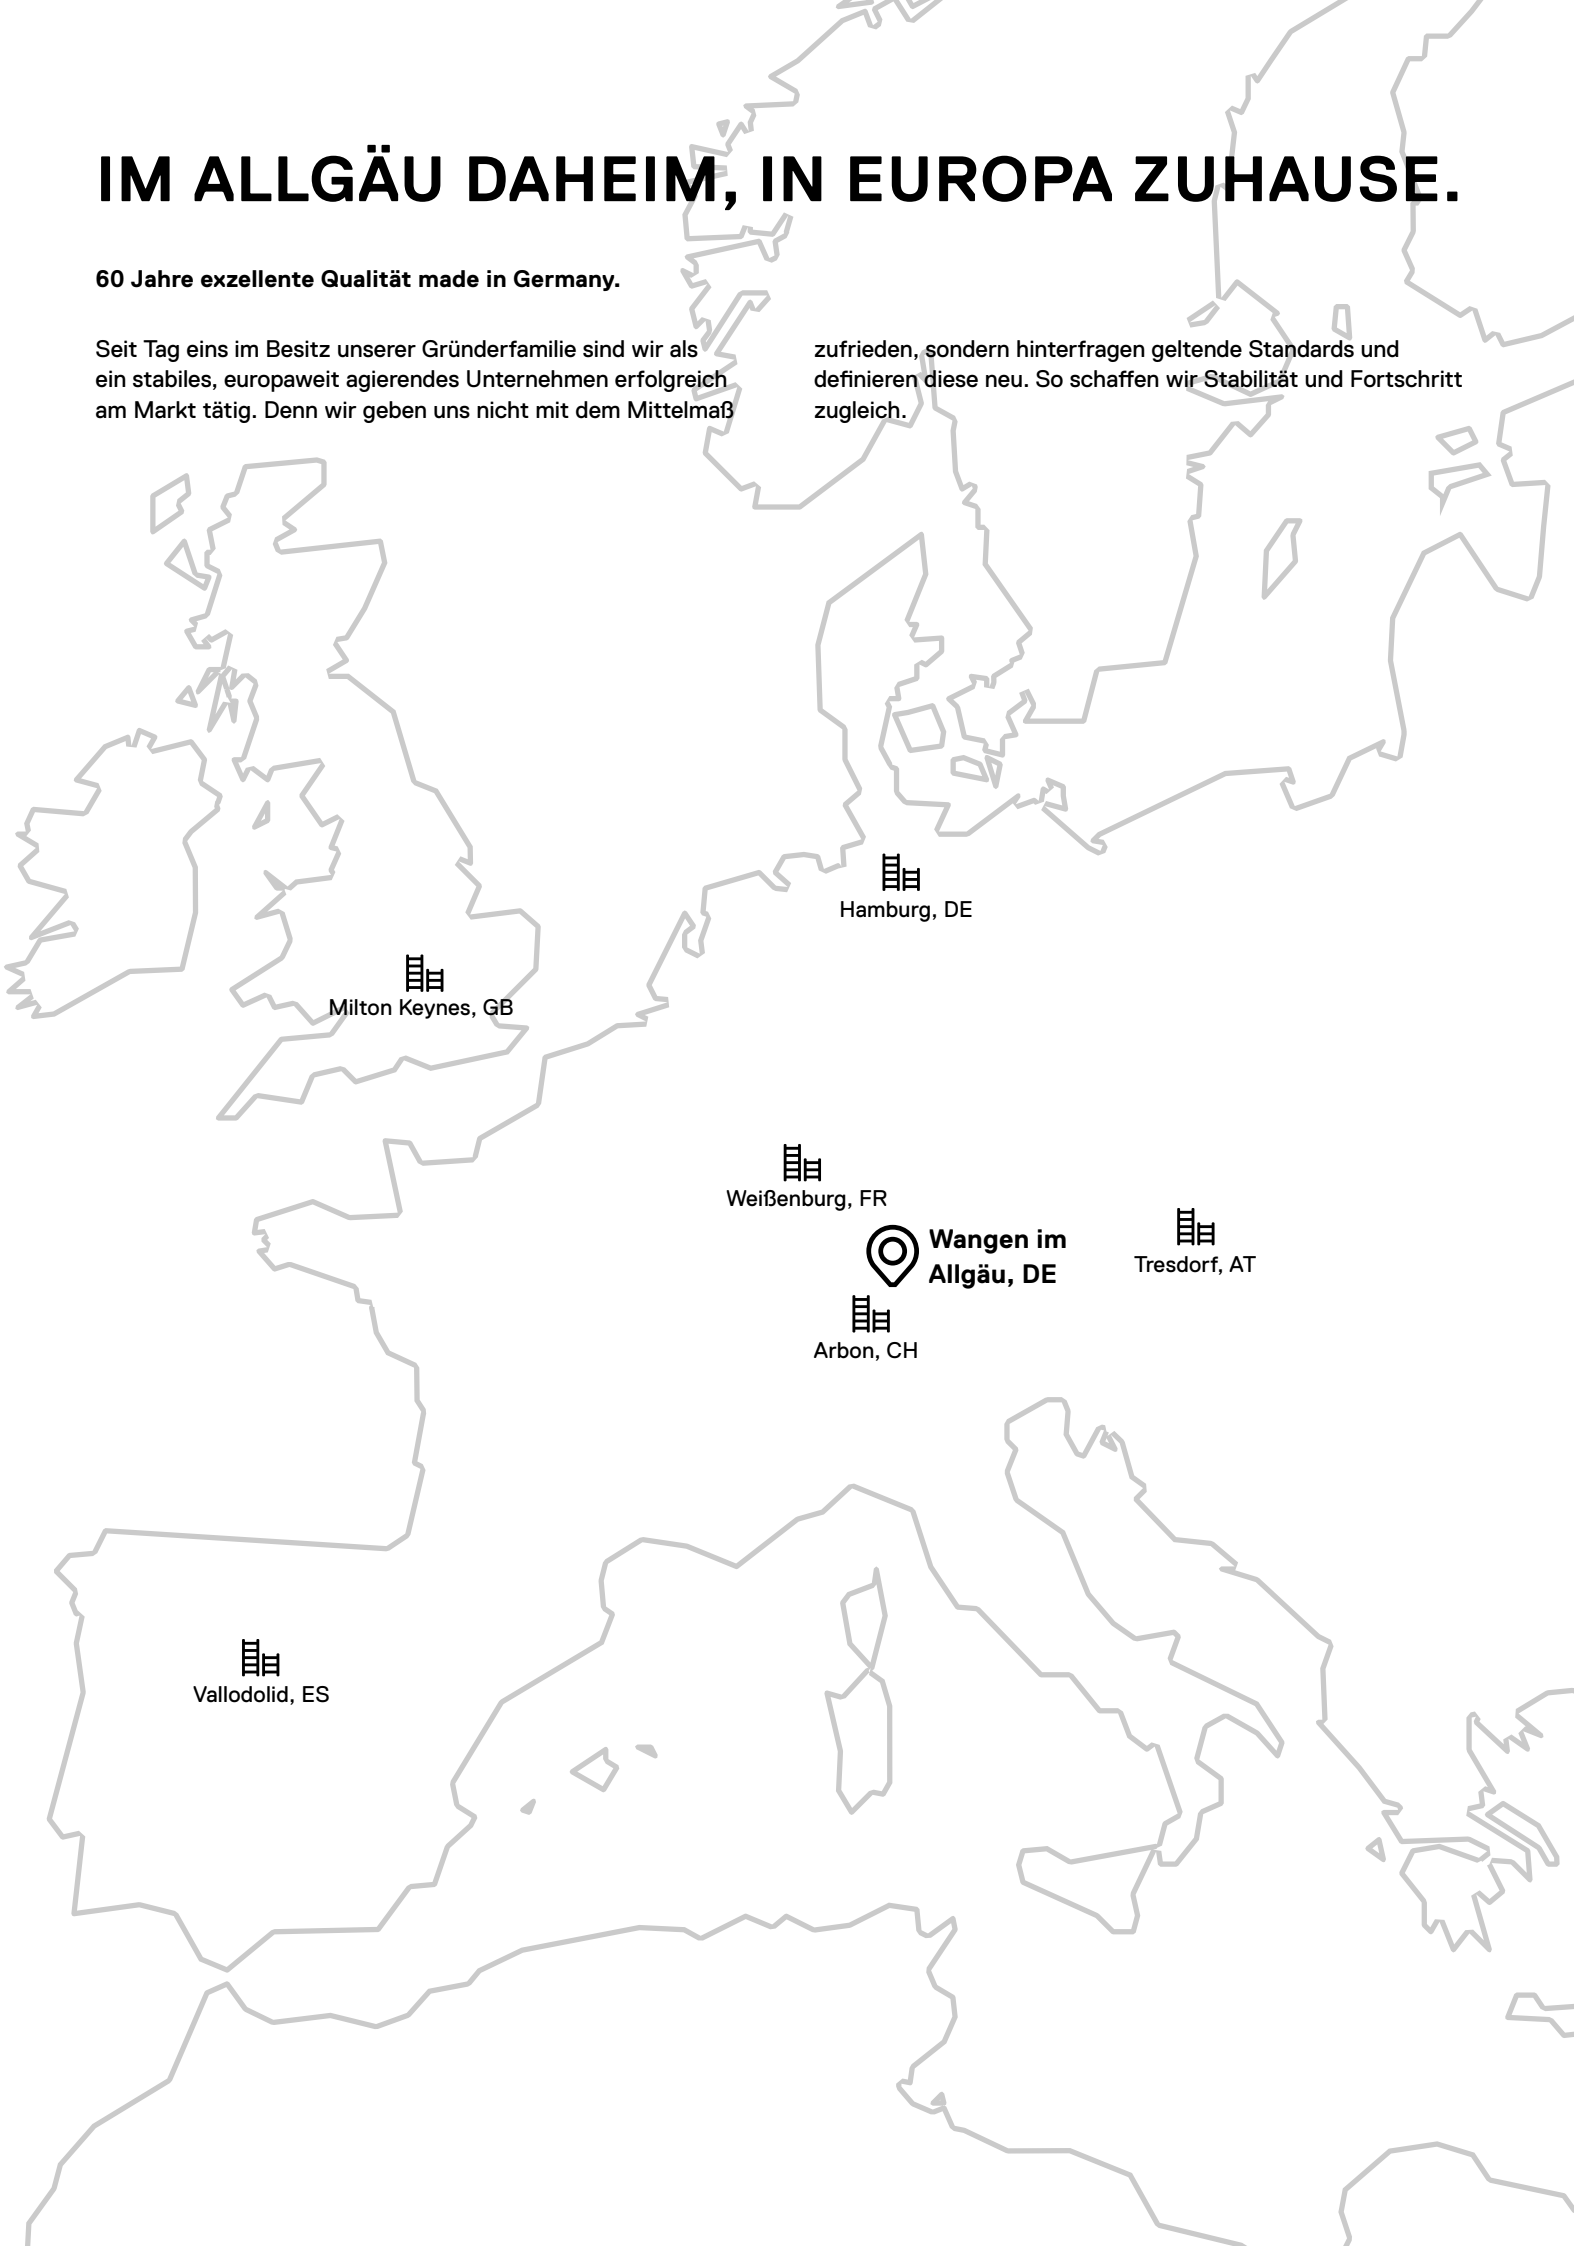 IM ALLGÄU DAHEIM, IN EUROPA ZUHAUSE.
60 Jahre exzellente Qualität made in Germany.
Seit Tag eins im Besitz unserer Gründerfamilie sind wir als
ein stabiles, europaweit agierendes Unternehmen erfolgreich
am Markt tätig. Denn wir geben uns nicht mit dem Mittelmaß
zufrieden, sondern hinterfragen geltende Standards und
definieren diese neu. So schaffen wir Stabilität und Fortschritt
zugleich.
Hamburg, DE
Milton Keynes, GB
Weißenburg, FR
Wangen im
Allgäu, DE
Tresdorf, AT
Arbon, CH
Vallodolid, ES